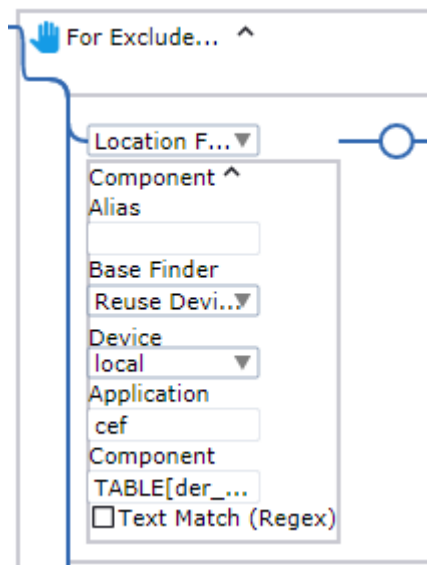 For Exclude...
Location F...
Component
Alias
Base Finder
Reuse Devi...
Device
local
Application
cef
Component
TABLE[der_...
Text Match (Regex)